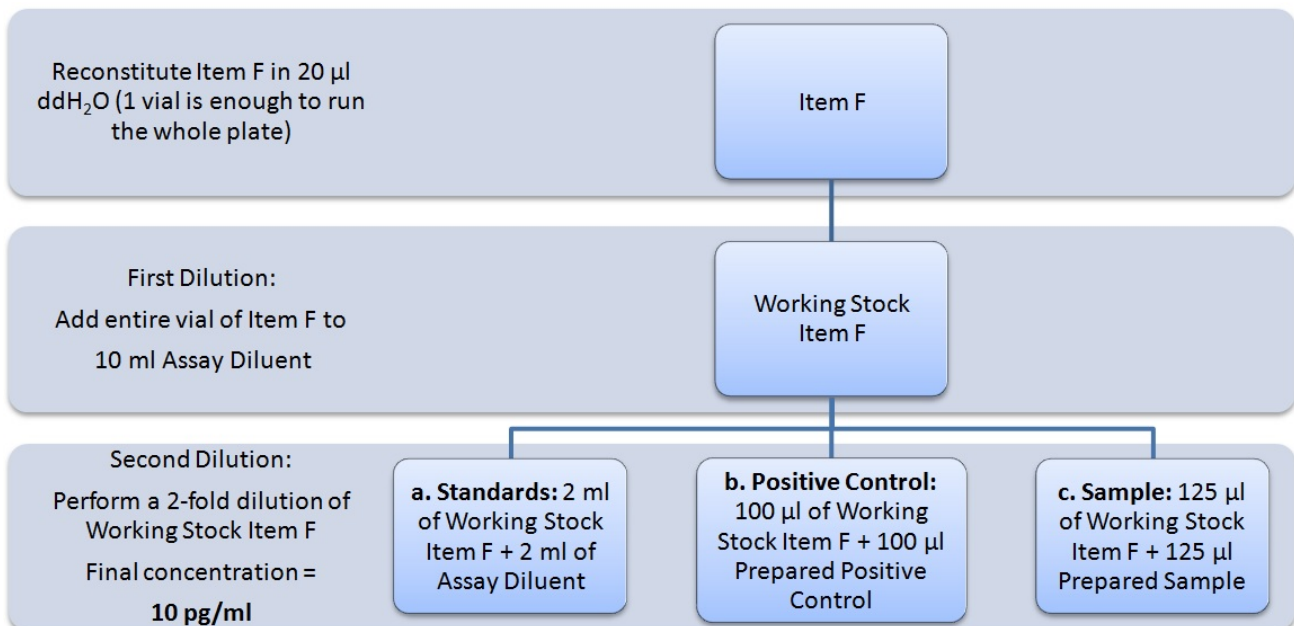 Reconstitute Item F in 20 µl
ddH₂O (1 vial is enough to run
the whole plate)
Item F
First Dilution:
Add entire vial of Item F to
10 ml Assay Diluent
Working Stock
Item F
Second Dilution:
Perform a 2-fold dilution of
Working Stock Item F
Final concentration =
10 pg/ml
a. Standards: 2 ml
of Working Stock
Item F + 2 ml of
Assay Diluent
b. Positive Control:
100 µl of Working
Stock Item F + 100 µl
Prepared Positive
Control
c. Sample: 125 µl
of Working Stock
Item F + 125 µl
Prepared Sample